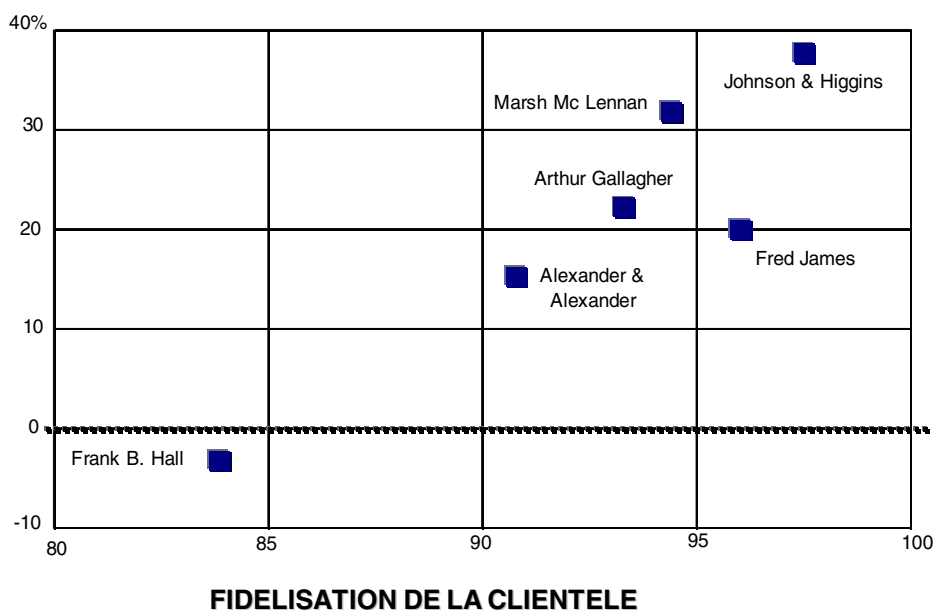 40%
Johnson & Higgins
Marsh Mc Lennan
30
Arthur Gallagher
20
Fred James
Alexander &
Alexander
10
0
Frank B. Hall
-10
80
85
90
95
100
FIDELISATION DE LA CLIENTELE